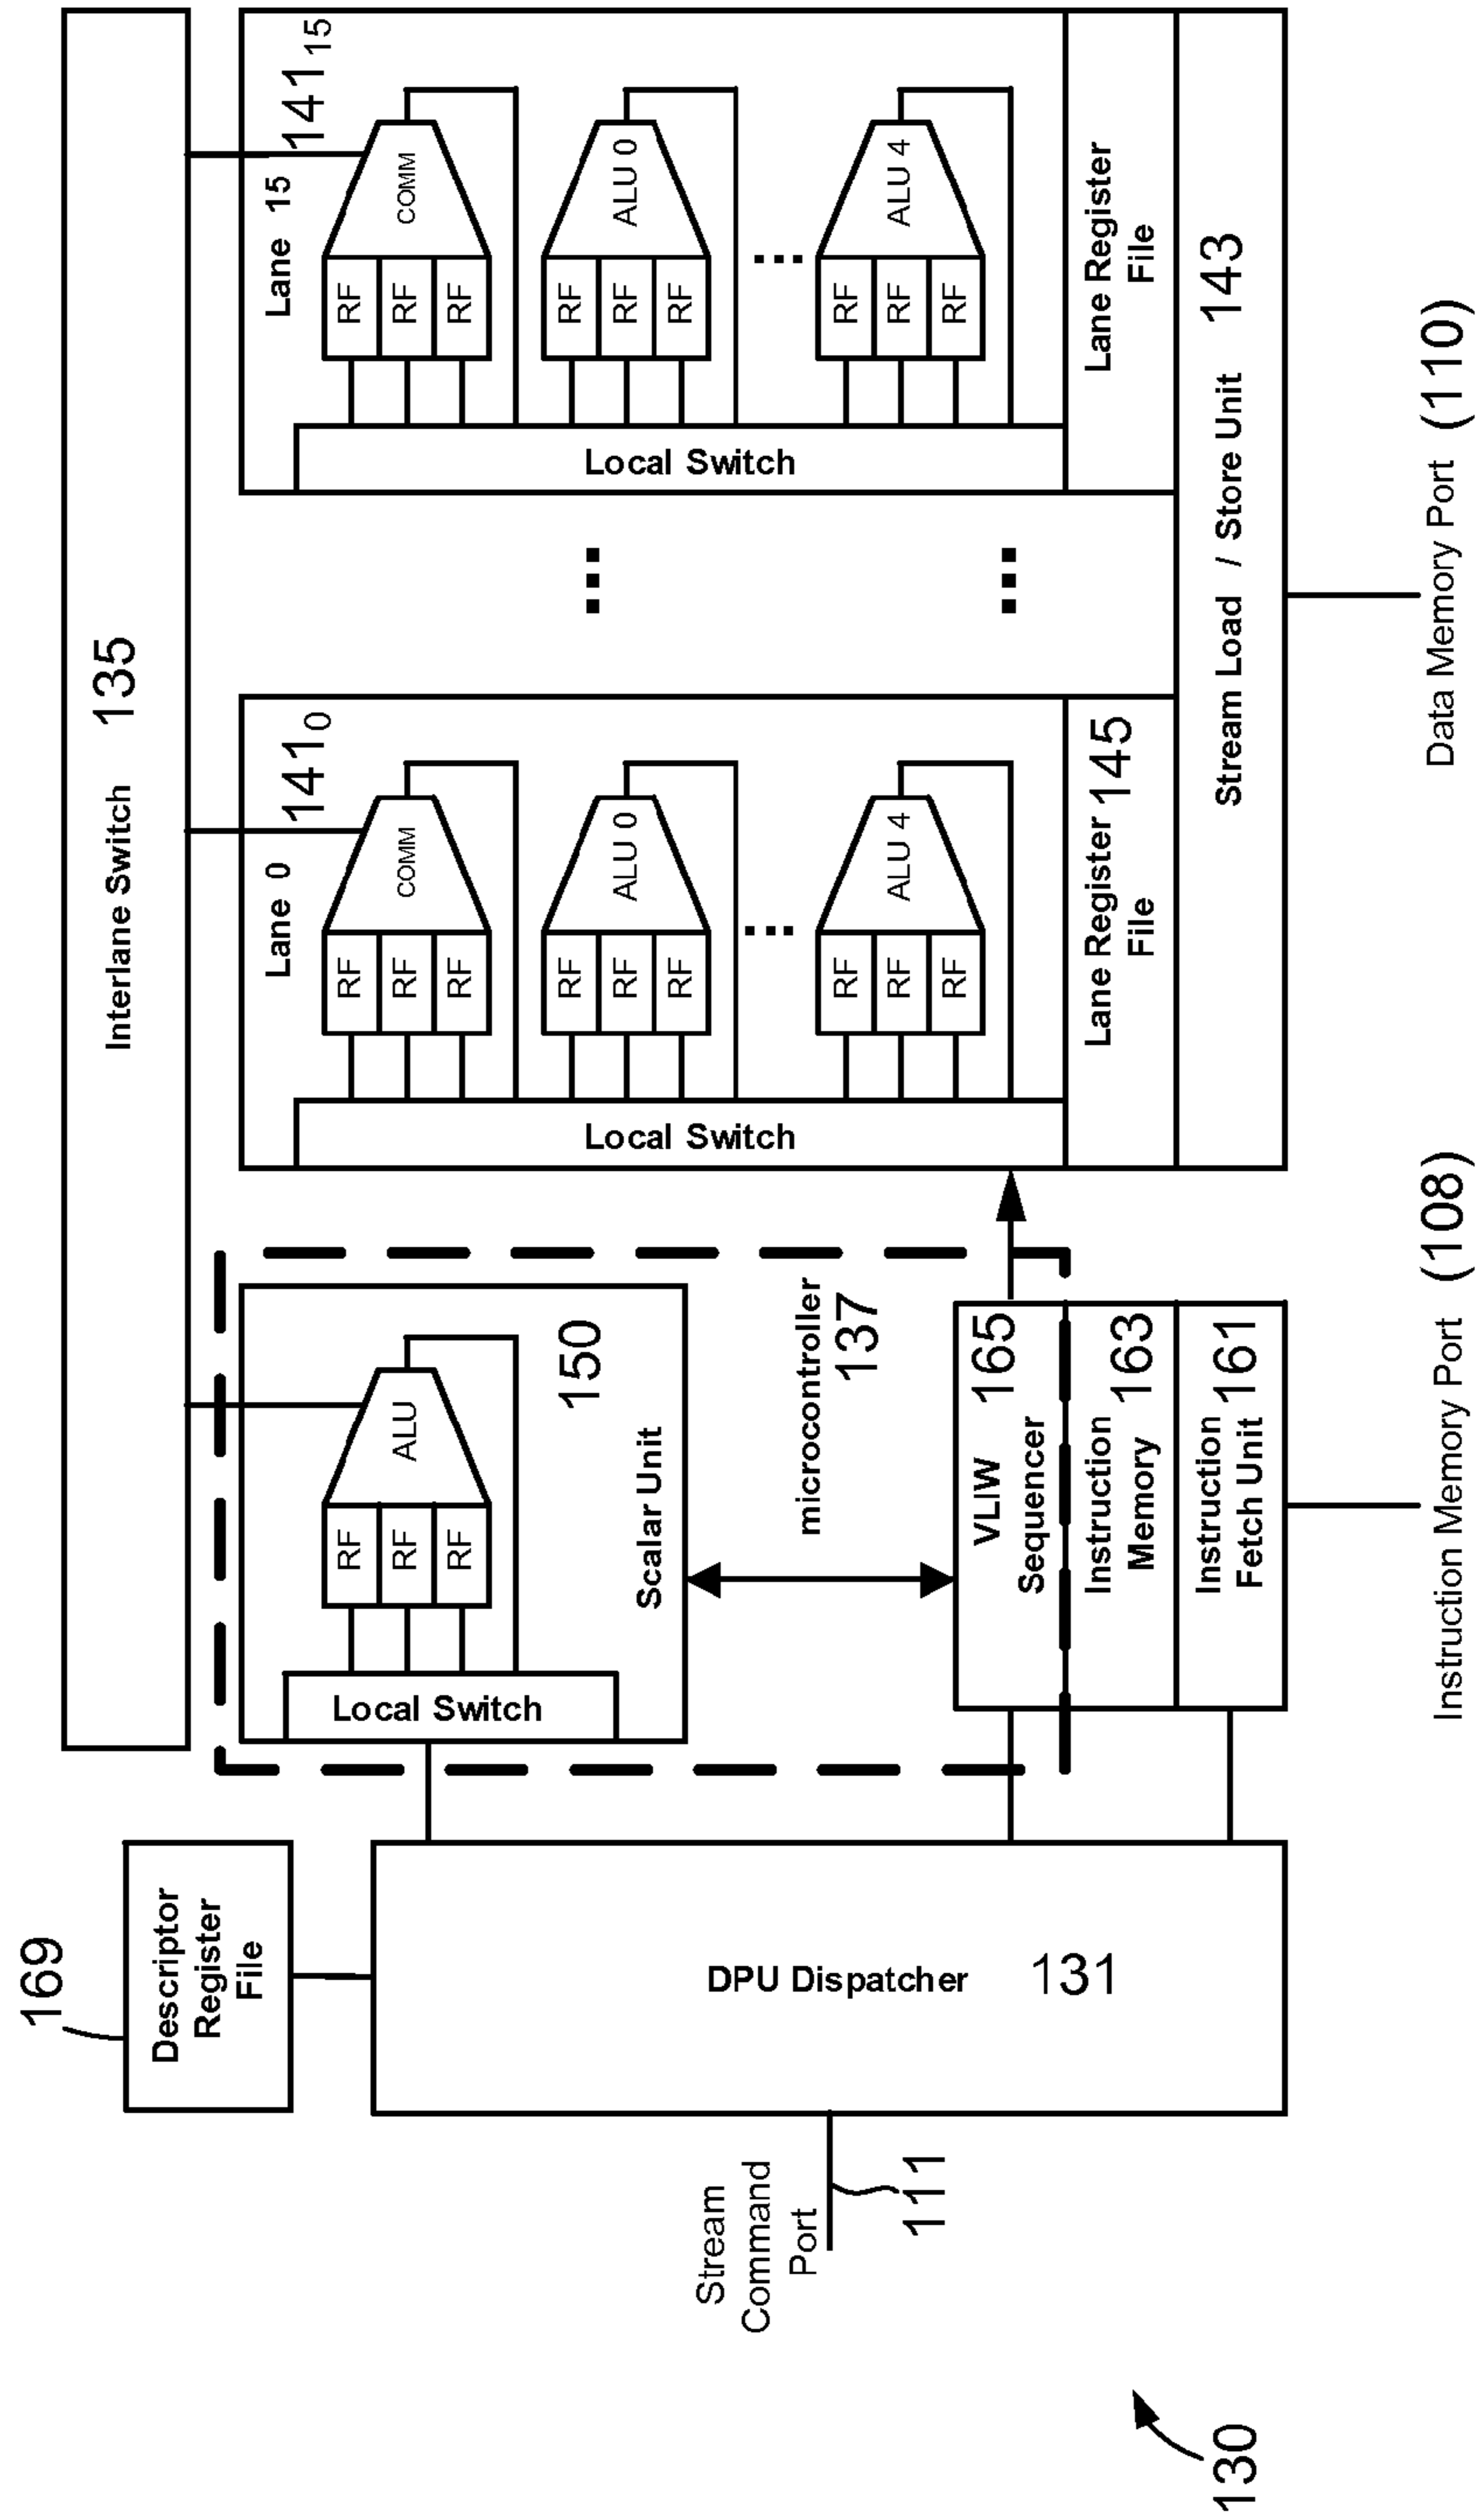 Interlane Switch 135
169
Descriptor
Register
File
Stream
Command
Port
111
DPU Dispatcher 131
Local Switch
RF
RF
RF
ALU
150
Scalar Unit
microcontroller
137
VLIW
Sequencer
165
Instruction
Memory
163
Instruction
Fetch Unit
161
Instruction Memory Port (108)
Lane 0
141₀
Local Switch
RF
RF
RF
COMM
RF
RF
RF
ALU 0
...
RF
RF
RF
ALU 4
Lane Register
File
145
...
...
Lane 15
141₁₅
Local Switch
RF
RF
RF
COMM
RF
RF
RF
ALU 0
...
RF
RF
RF
ALU 4
Lane Register
File
Stream Load / Store Unit 143
Data Memory Port (110)
130